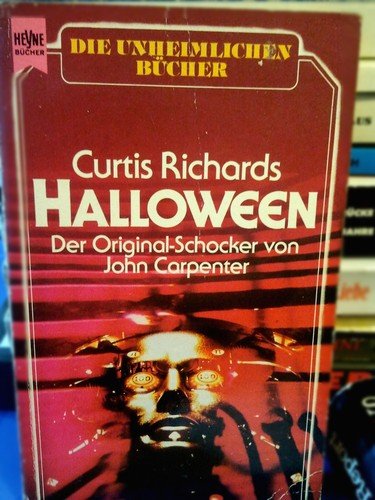 HEYNE
BÜCHER
DIE UNHEIMLICHEN
BÜCHER
Curtis Richards
HALLOWEEN
Der Original-Schocker von
John Carpenter